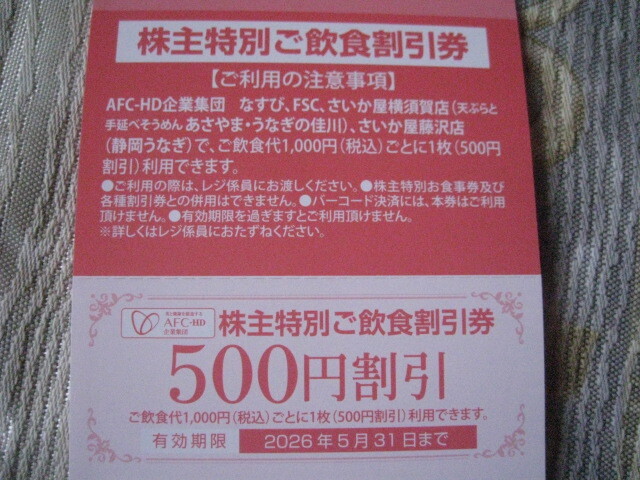 株主特別ご飲食割引券
【ご利用の注意事項】
AFC-HD企業集団 なすび、FSC、さいか屋横須賀店(天ぷらと
手延べそうめん あさやま・うなぎの佳川)、さいか屋藤沢店
(静岡うなぎ)で、ご飲食代1,000円(税込)ごとに1枚(500円
割引)利用できます。
●ご利用の際は、レジ係員にお渡しください。●株主特別お食事券及び
各種割引券との併用はできません。●バーコード決済には、本券はご利用
頂けません。●有効期限を過ぎますとご利用頂けません。
※詳しくはレジ係員におたずねください。
AFC-HD
企業集団
株主特別ご飲食割引券
500円割引
ご飲食代1,000円(税込)ごとに1枚(500円割引)利用できます。
有効期限 2026年5月31日まで